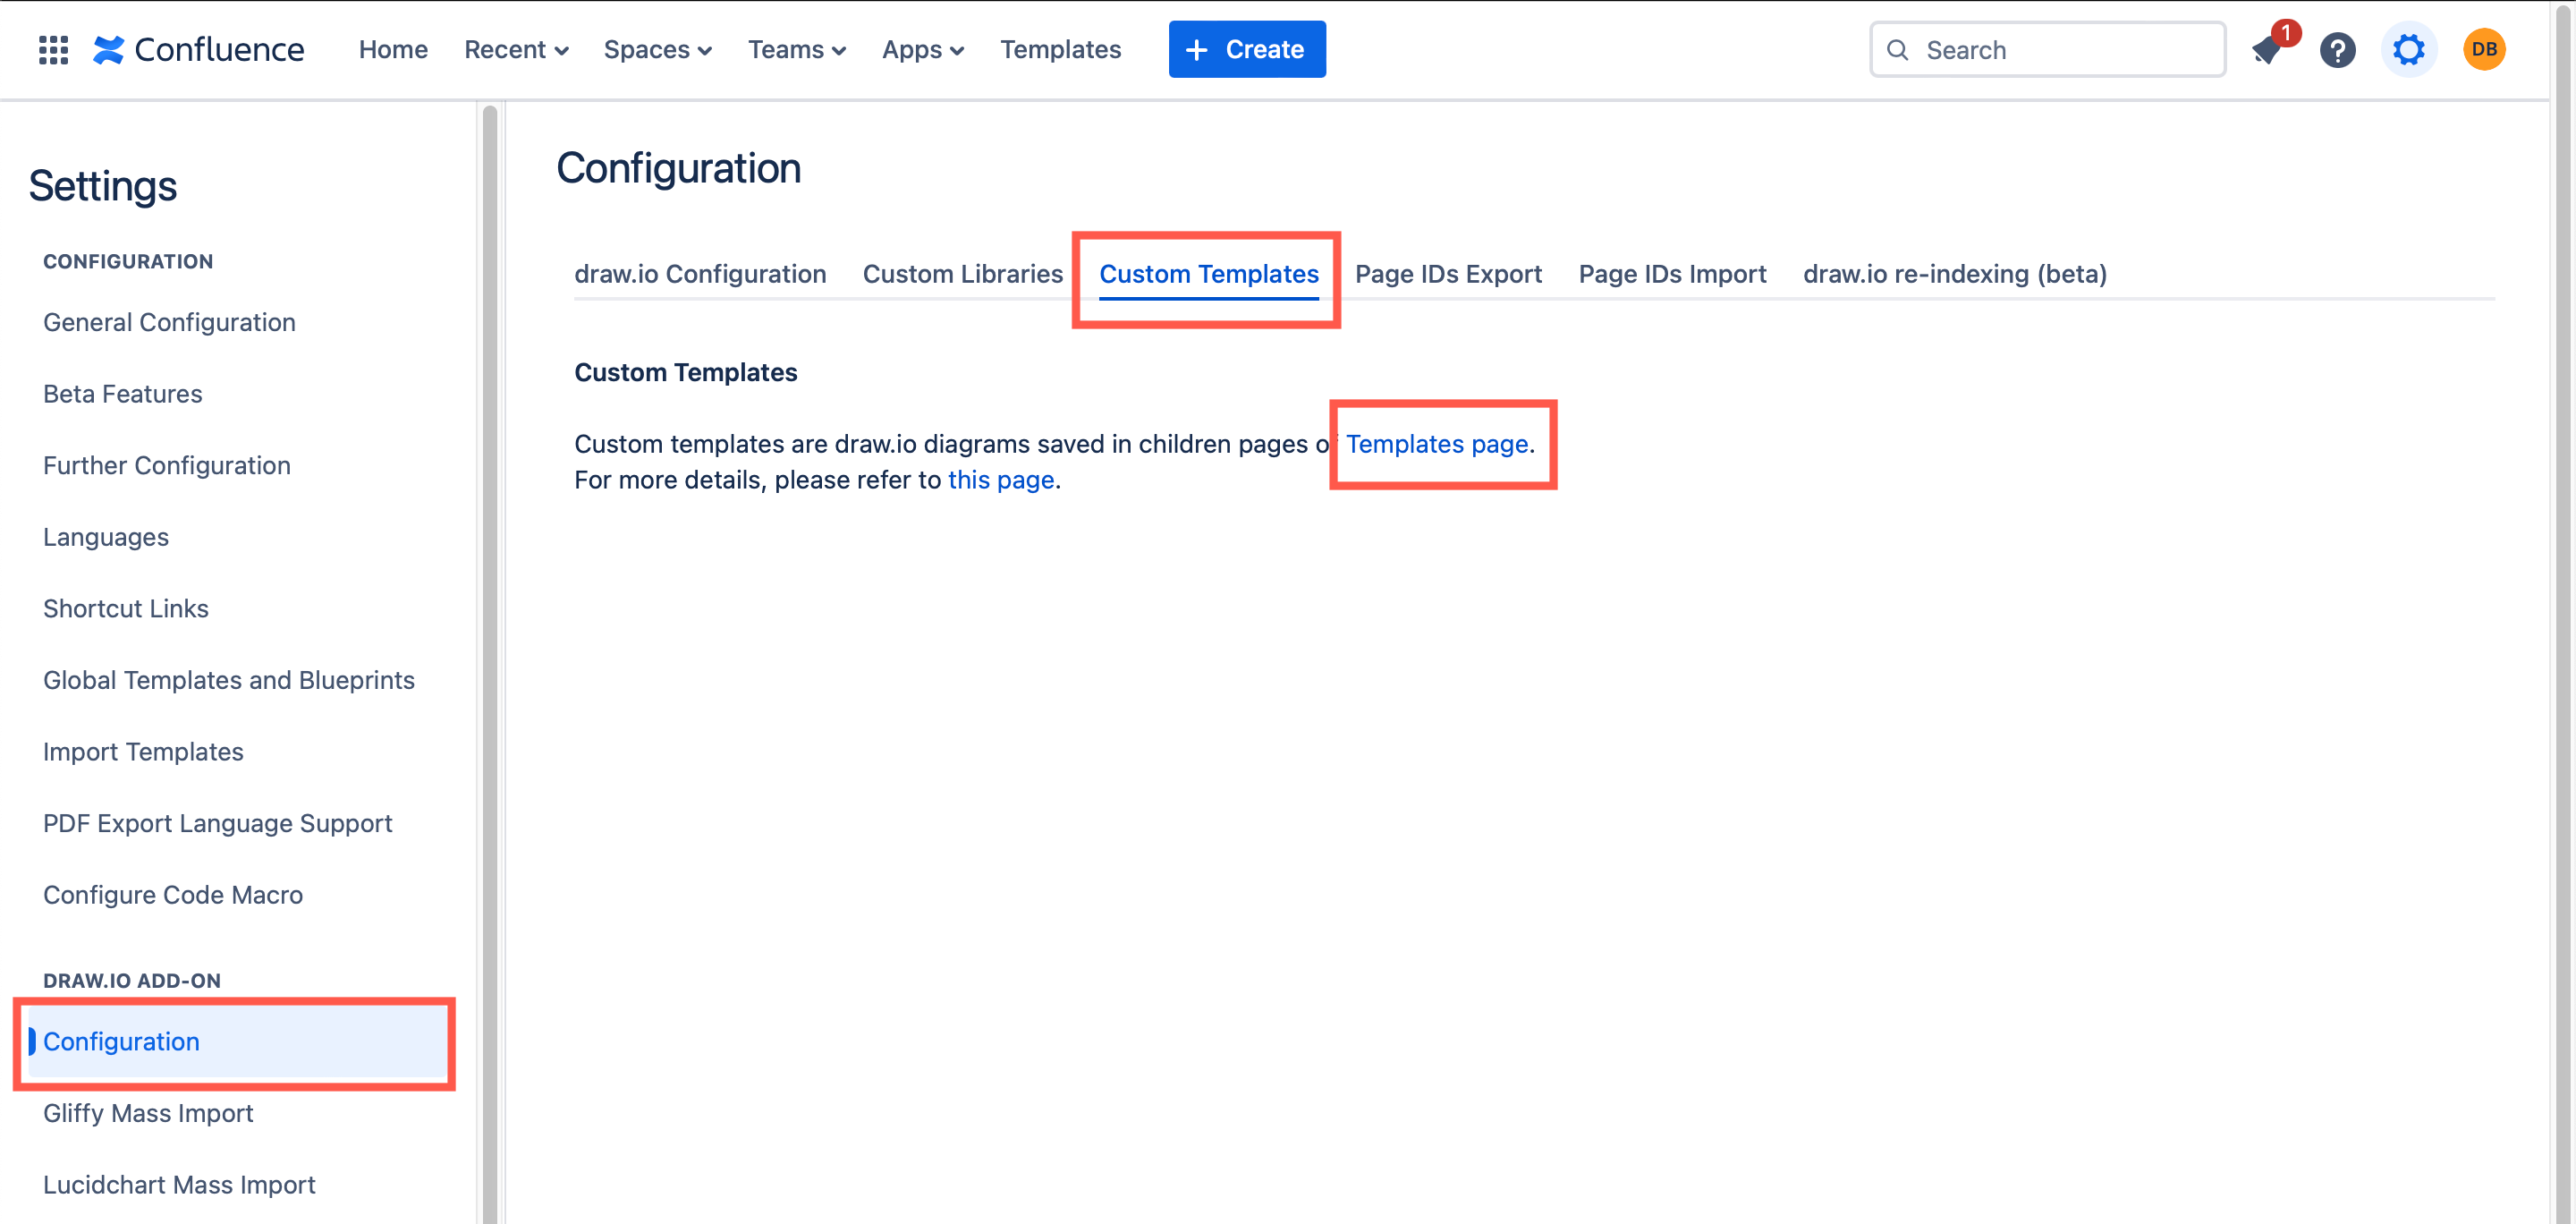 Confluence
Home
Recent
Spaces
Teams
Apps
Templates
Create
Search
1
?
DB
Settings
CONFIGURATION
General Configuration
Beta Features
Further Configuration
Languages
Shortcut Links
Global Templates and Blueprints
Import Templates
PDF Export Language Support
Configure Code Macro
DRAW.IO ADD-ON
Configuration
Gliffy Mass Import
Lucidchart Mass Import
Configuration
draw.io Configuration
Custom Libraries
Custom Templates
Page IDs Export
Page IDs Import
draw.io re-indexing (beta)
Custom Templates
Custom templates are draw.io diagrams saved in children pages of Templates page.
For more details, please refer to this page.